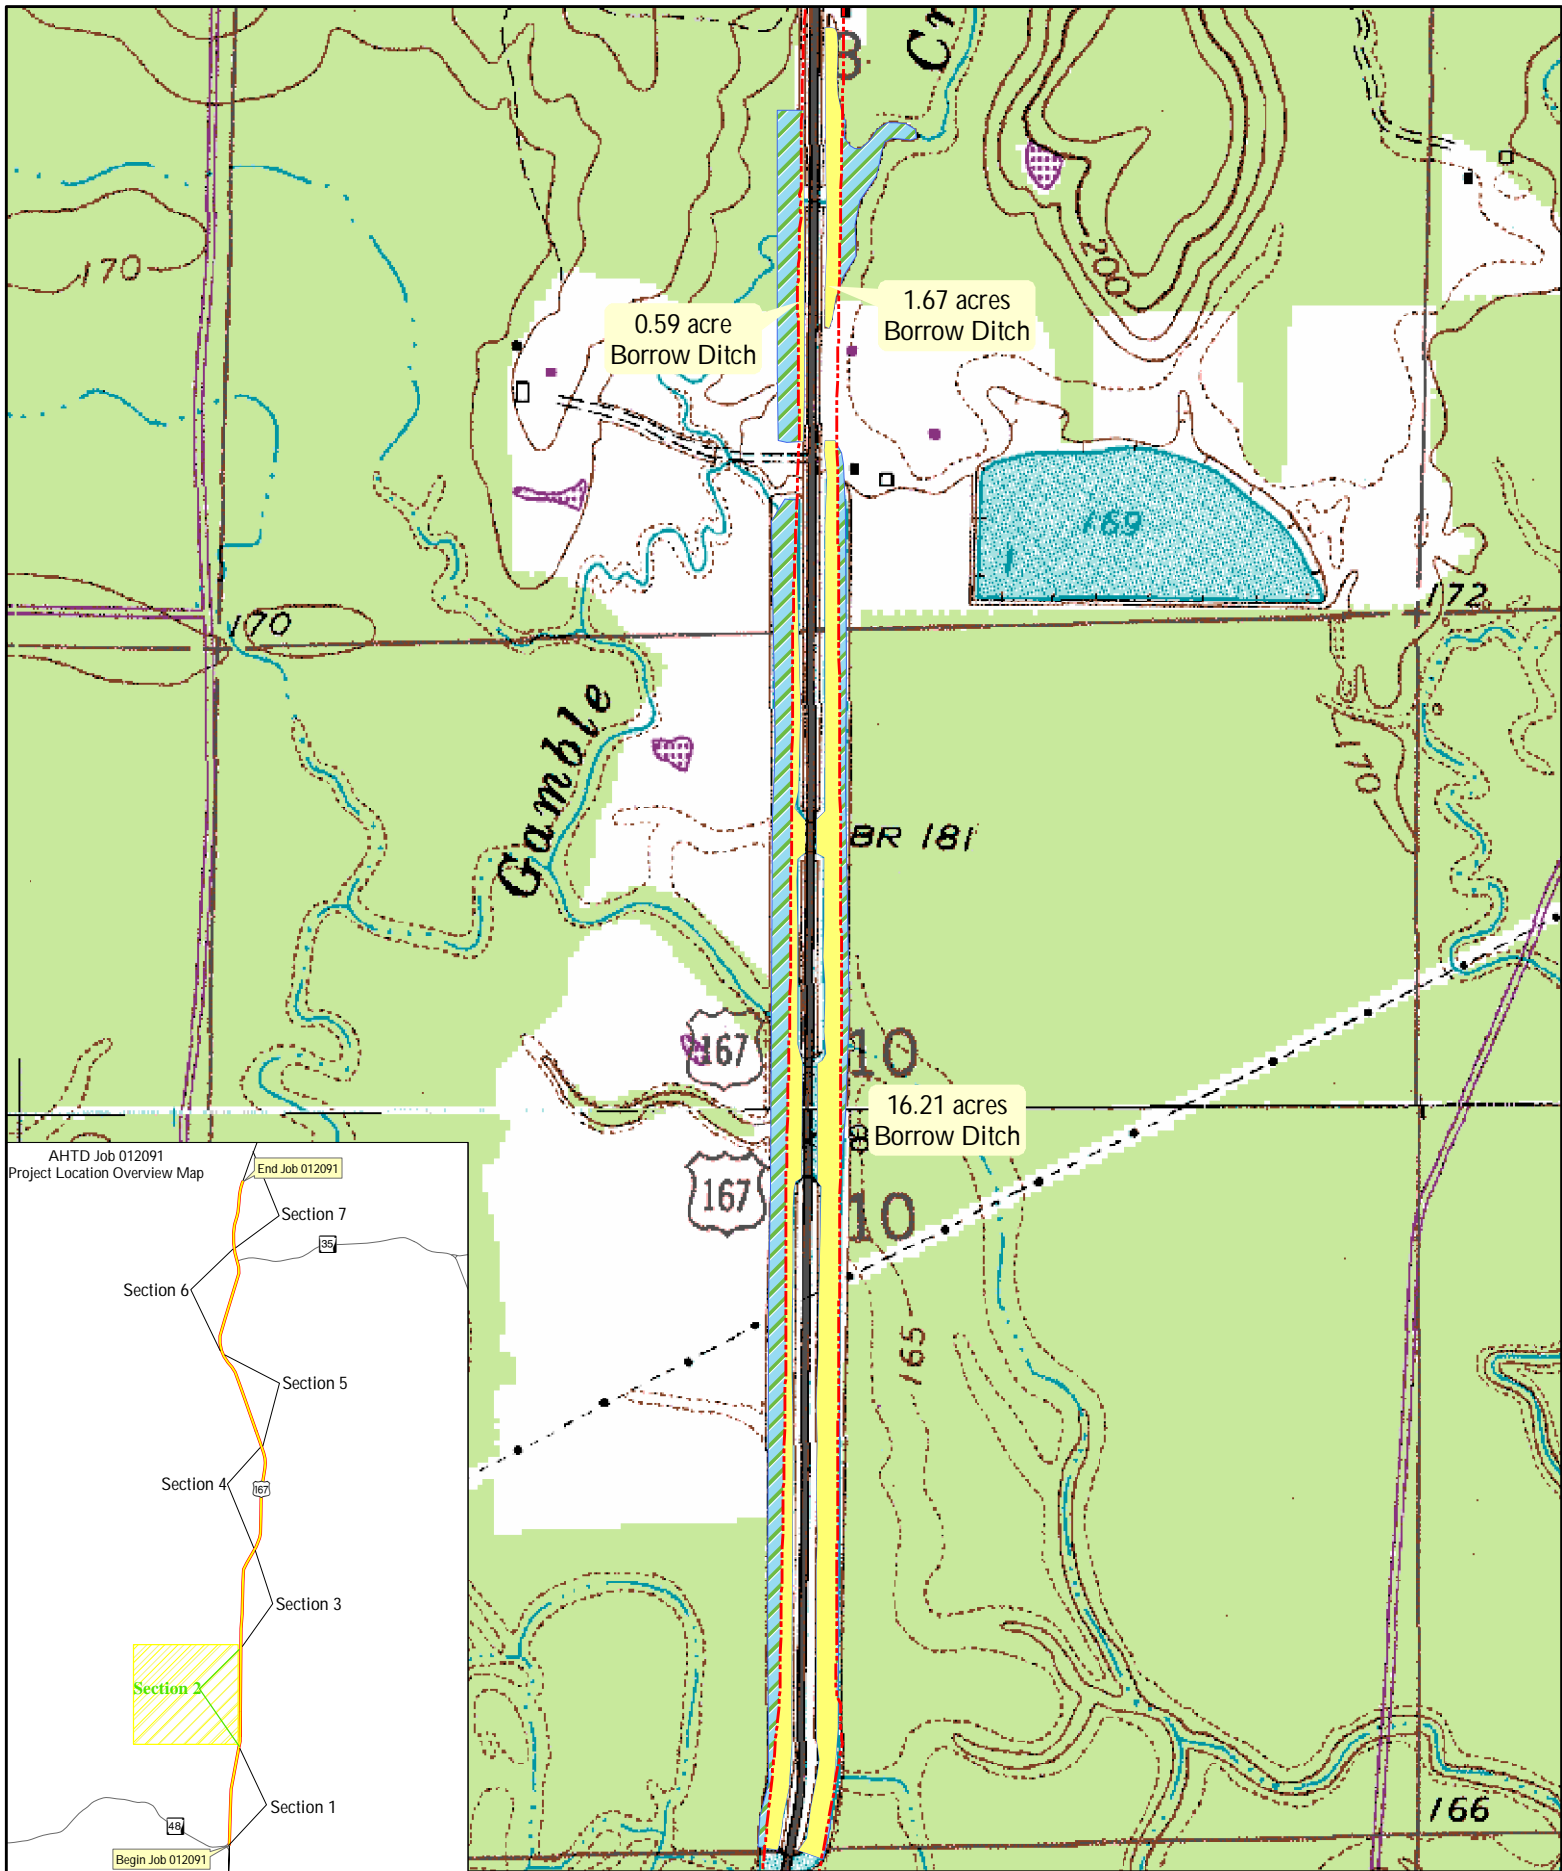 Cr
8
170
200
0.59 acre
Borrow Ditch
1.67 acres
Borrow Ditch
169
1
172
170
Gamble
170
BR 181
167
10
16.21 acres
Borrow Ditch
8
167
10
165
166
AHTD Job 012091
Project Location Overview Map
End Job 012091
Section 7
35
Section 6
Section 5
Section 4
167
Section 3
Section 2
Section 1
48
Begin Job 012091